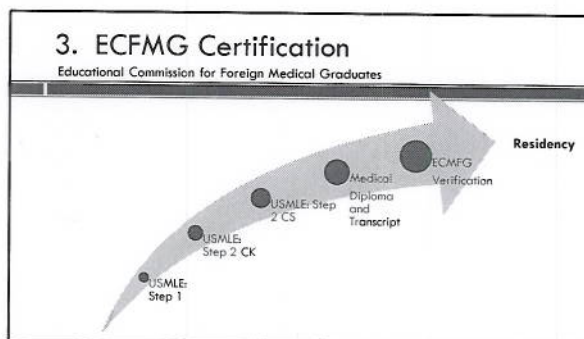 3. ECFMG Certification
Educational Commission for Foreign Medical Graduates
Residency
ECMFG
Verification
Medical
Diploma
and
Transcript
USMLE: Step
2 CS
USMLE:
Step 2 CK
USMLE:
Step 1